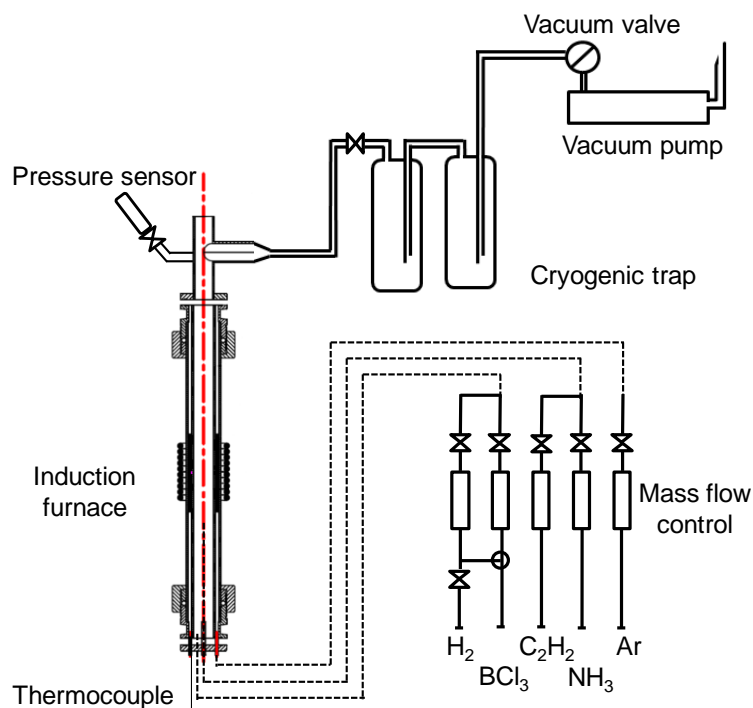 Vacuum valve
Vacuum pump
Pressure sensor
Cryogenic trap
Induction
furnace
Mass flow
control
H₂
C₂H₂
Ar
BCl₃
NH₃
Thermocouple